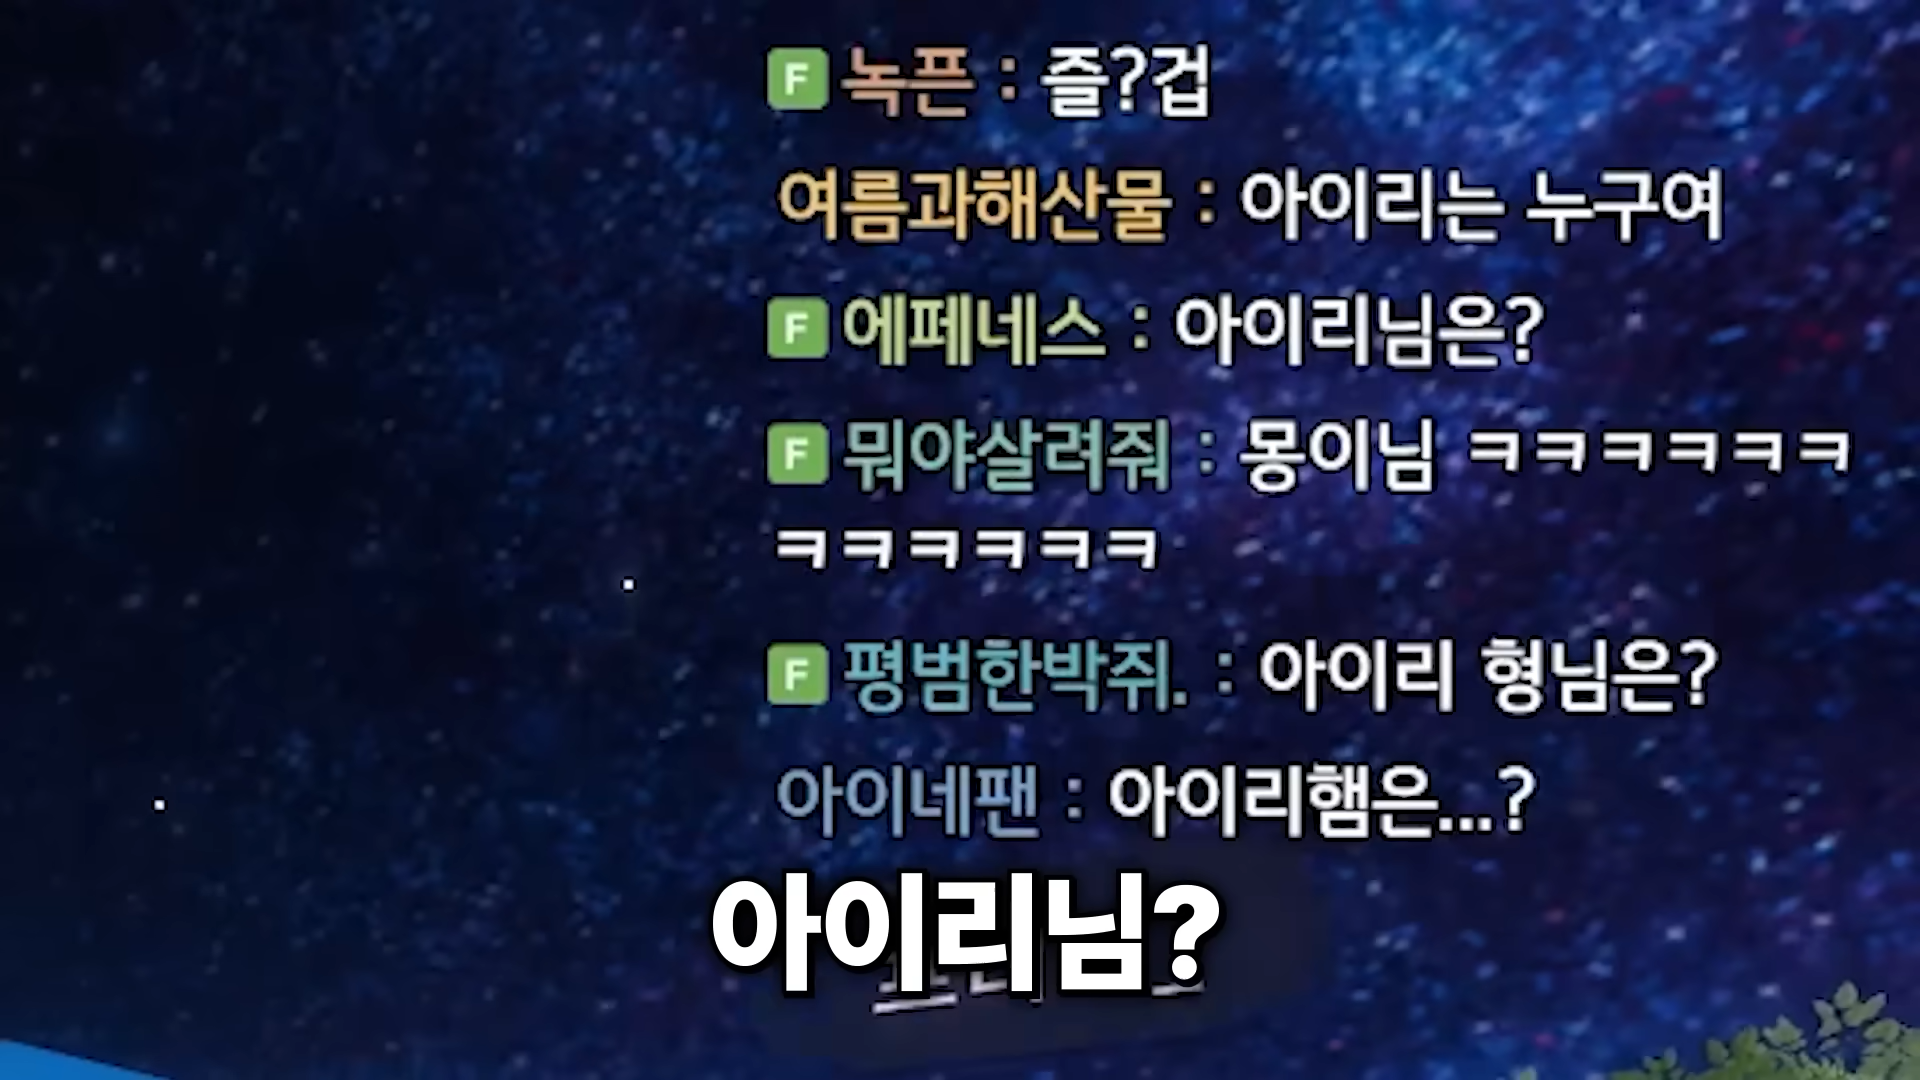 F 녹픈 : 즐?겁
여름과해산물 : 아이리는 누구여
F 에페네스 : 아이리님은?
F 뭐야살려줘 : 몽이님 ㅋㅋㅋㅋㅋㅋ
ㅋㅋㅋㅋㅋㅋ
F 평범한박쥐. : 아이리 형님은?
아이네팬 : 아이리햄은...?
아이리님?